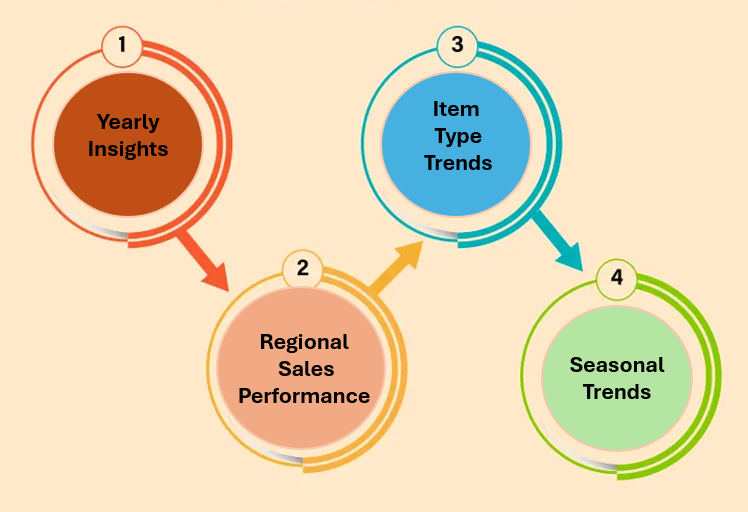 1
Yearly
Insights
2
Regional
Sales
Performance
3
Item
Type
Trends
4
Seasonal
Trends